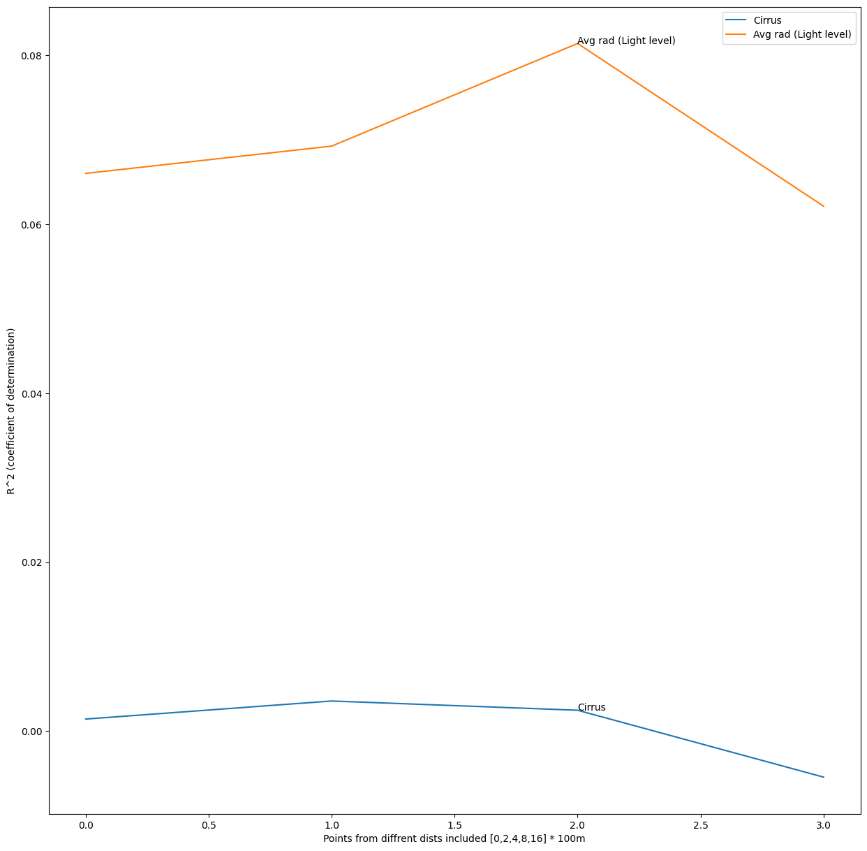 Cirrus
Avg rad (Light level)
Avg rad (Light level)
0.08
0.06
0.04
0.02
0.00
R^2 (coefficient of determination)
Cirrus
0.0 0.5 1.0 1.5 2.0 2.5 3.0
Points from diffrent dists included [0,2,4,8,16] * 100m